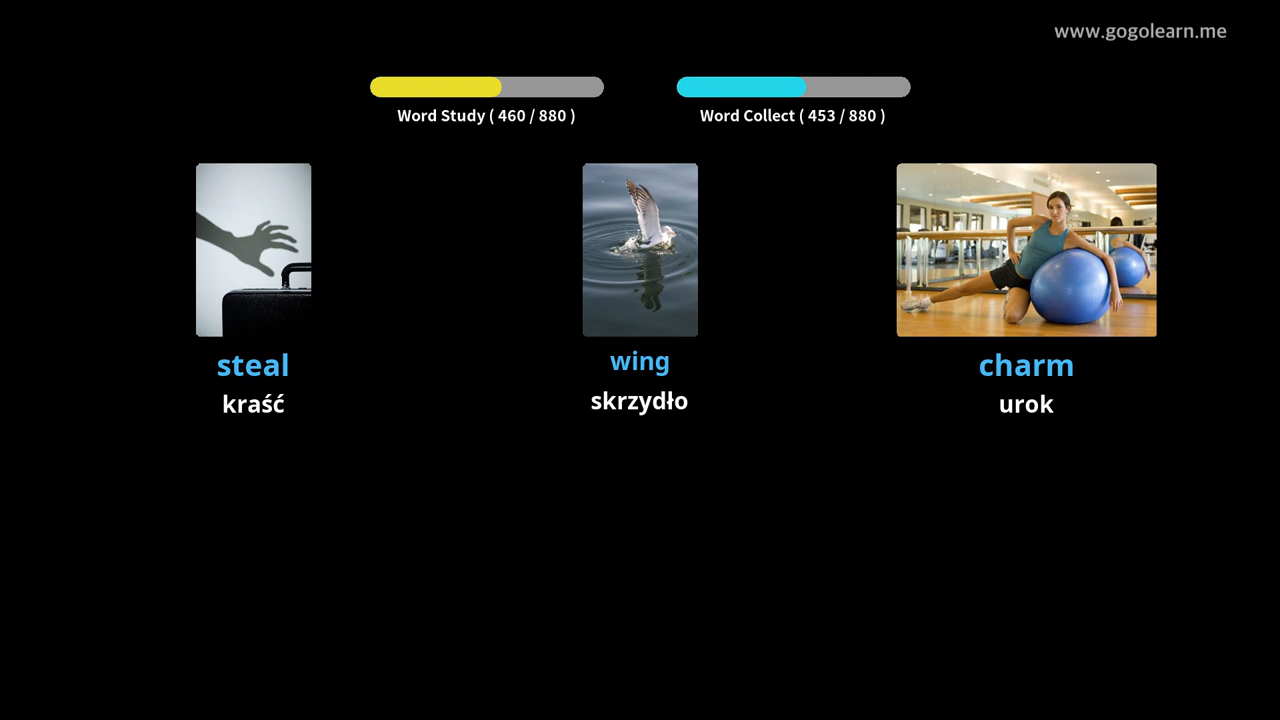 www.gogolearn.me
Word Study ( 460 / 880 )
Word Collect ( 453 / 880 )
steal
kraść
wing
skrzydło
charm
urok